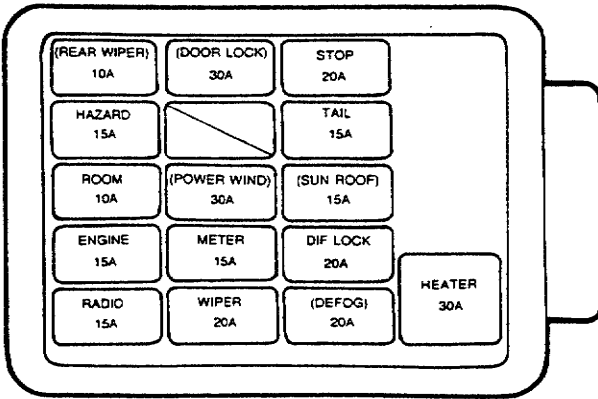 (REAR WIPER)
10A
(DOOR LOCK)
30A
STOP
20A
HAZARD
15A
TAIL
15A
ROOM
10A
(POWER WIND)
30A
(SUN ROOF)
15A
ENGINE
15A
METER
15A
DIF LOCK
20A
HEATER
30A
RADIO
15A
WIPER
20A
(DEFOG)
20A